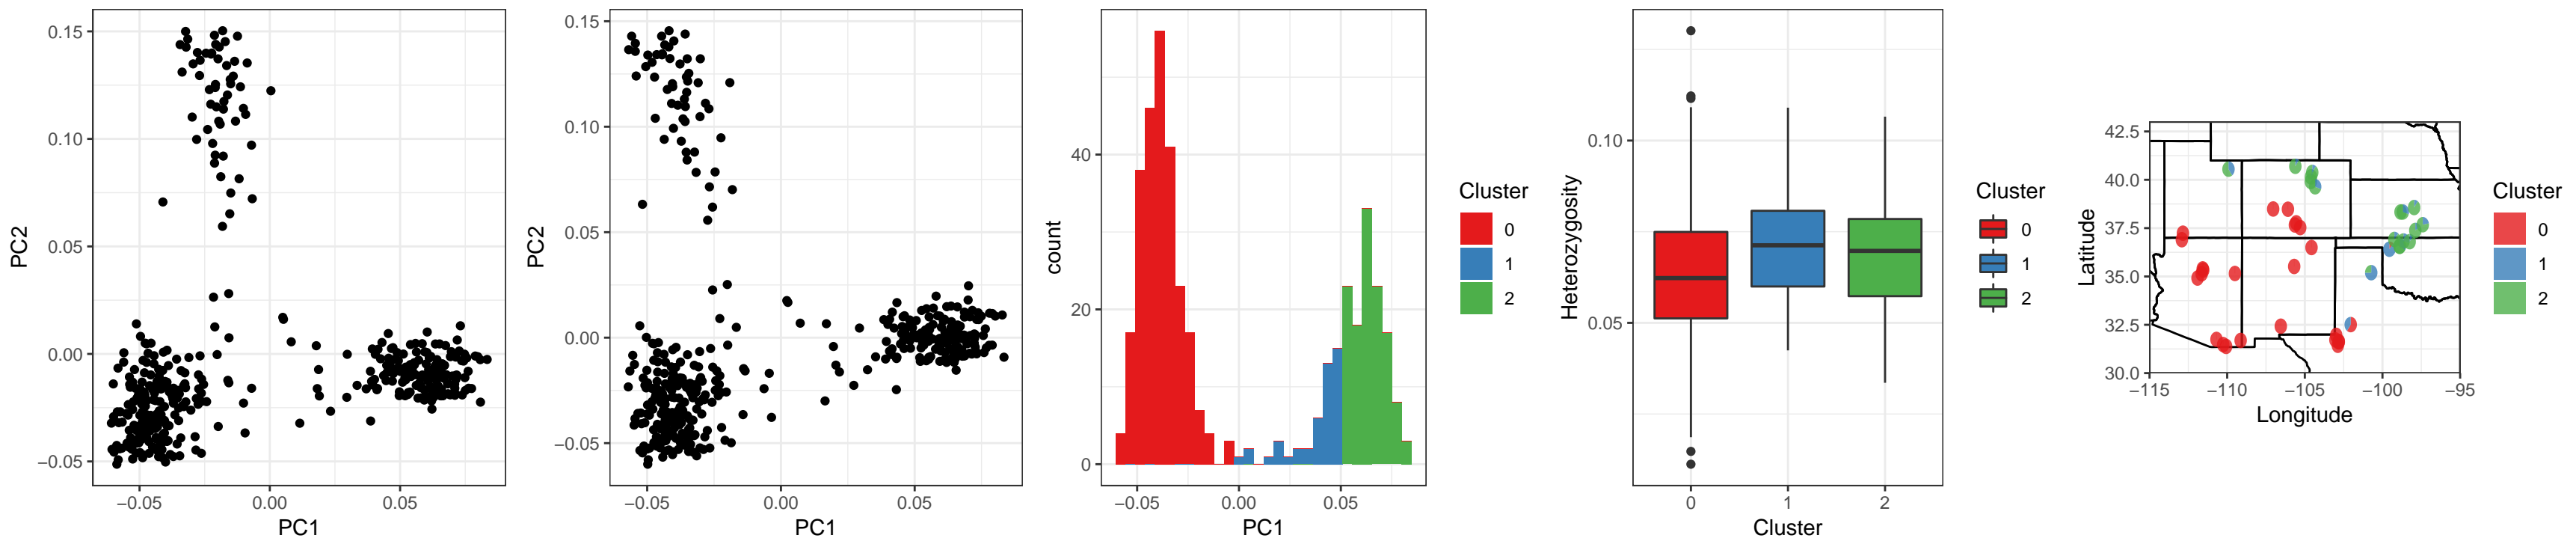 0.15
0.10
0.05
0.00
−0.05
PC2
−0.05 0.00 0.05
PC1
0.15
0.10
0.05
0.00
−0.05
PC2
−0.05 0.00 0.05
PC1
40
20
0
count
−0.05 0.00 0.05
PC1
Cluster
0
1
2
0.10
0.05
Heterozygosity
0 1 2
Cluster
Cluster
0
1
2
42.5
40.0
37.5
35.0
32.5
30.0
Latitude
−115 −110 −105 −100 −95
Longitude
Cluster
0
1
2